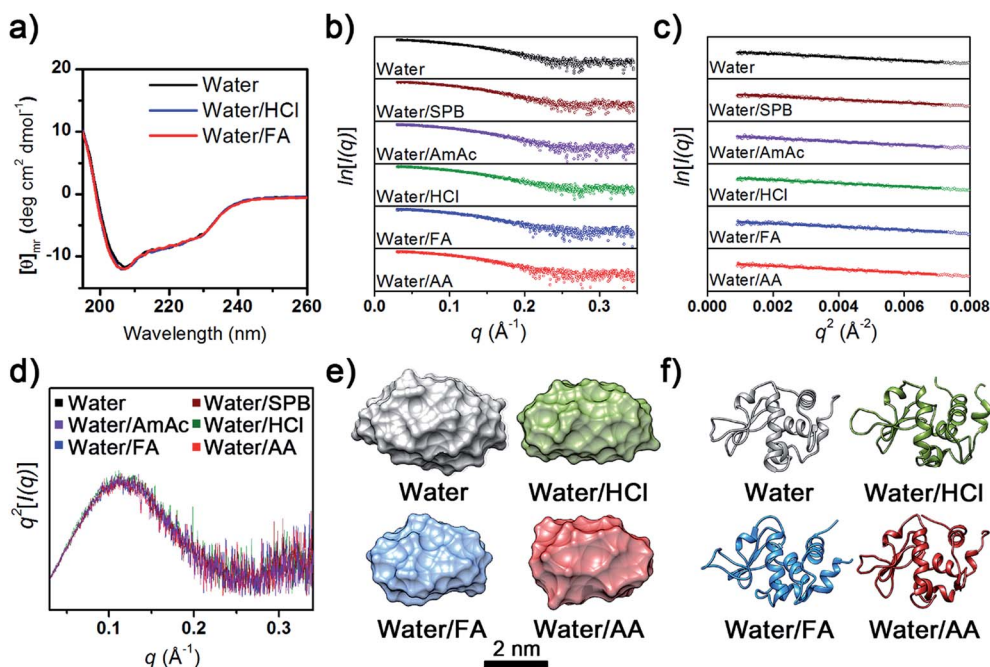 a)
20
10
0
-10
[θ]mr (deg cm² dmol⁻¹)
Water
Water/HCl
Water/FA
200 220 240 260
Wavelength (nm)
b)
ln[I(q)]
Water
Water/SPB
Water/AmAc
Water/HCl
Water/FA
Water/AA
0.0 0.1 0.2 0.3
q (Å⁻¹)
c)
ln[I(q)]
Water
Water/SPB
Water/AmAc
Water/HCl
Water/FA
Water/AA
0.000 0.002 0.004 0.006 0.008
q² (Å⁻²)
d)
q²[I(q)]
Water Water/SPB
Water/AmAc Water/HCl
Water/FA Water/AA
0.1 0.2 0.3
q (Å⁻¹)
e)
Water Water/HCl
Water/FA Water/AA
2 nm
f)
Water Water/HCl
Water/FA Water/AA